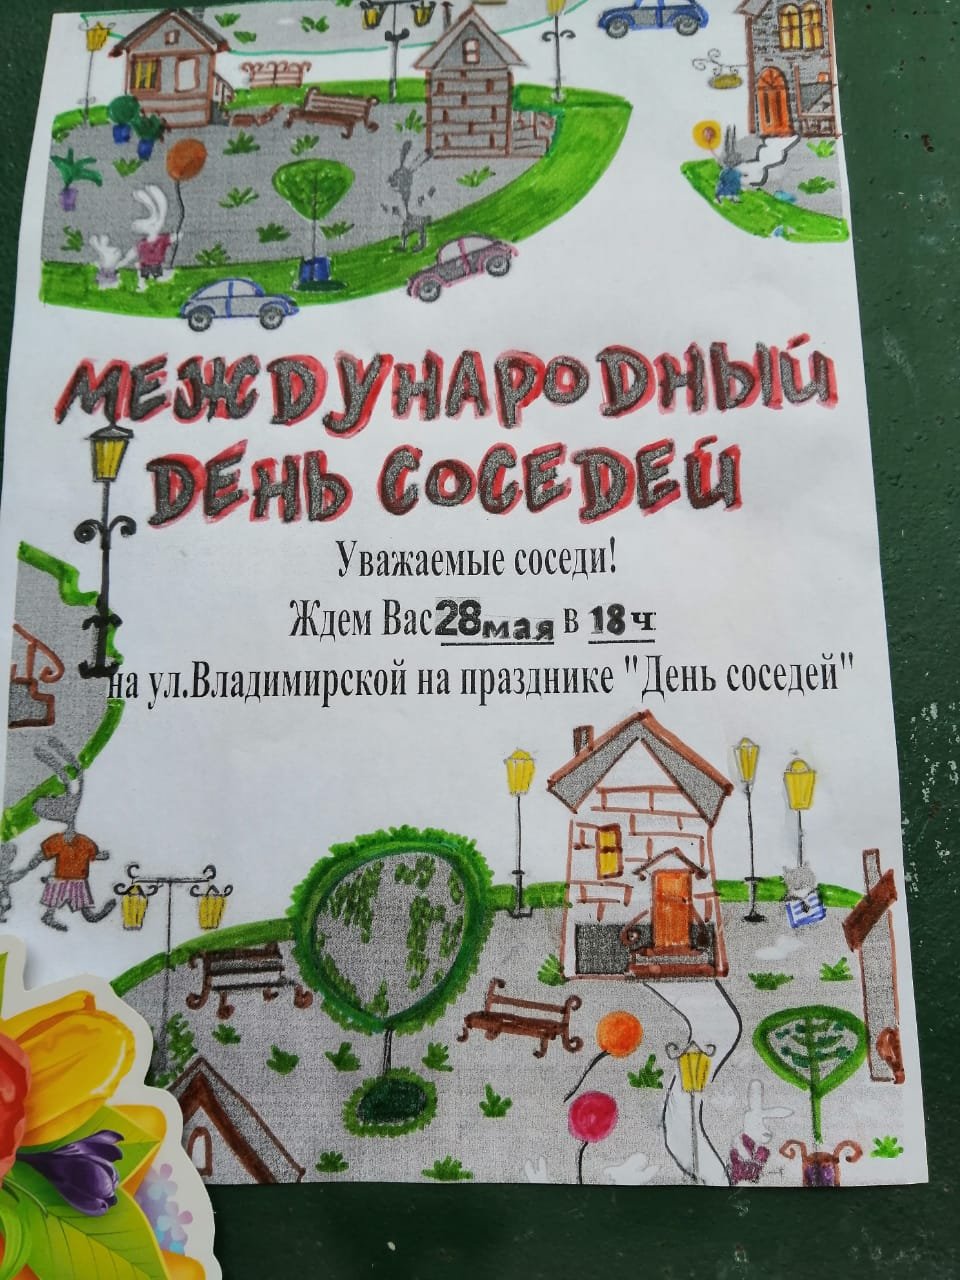 МЕЖДУНАРОДНЫЙ
ДЕНЬ СОСЕДЕЙ
Уважаемые соседи!
Ждем Вас 28 мая в 18 ч
на ул.Владимирской на празднике "День соседей"